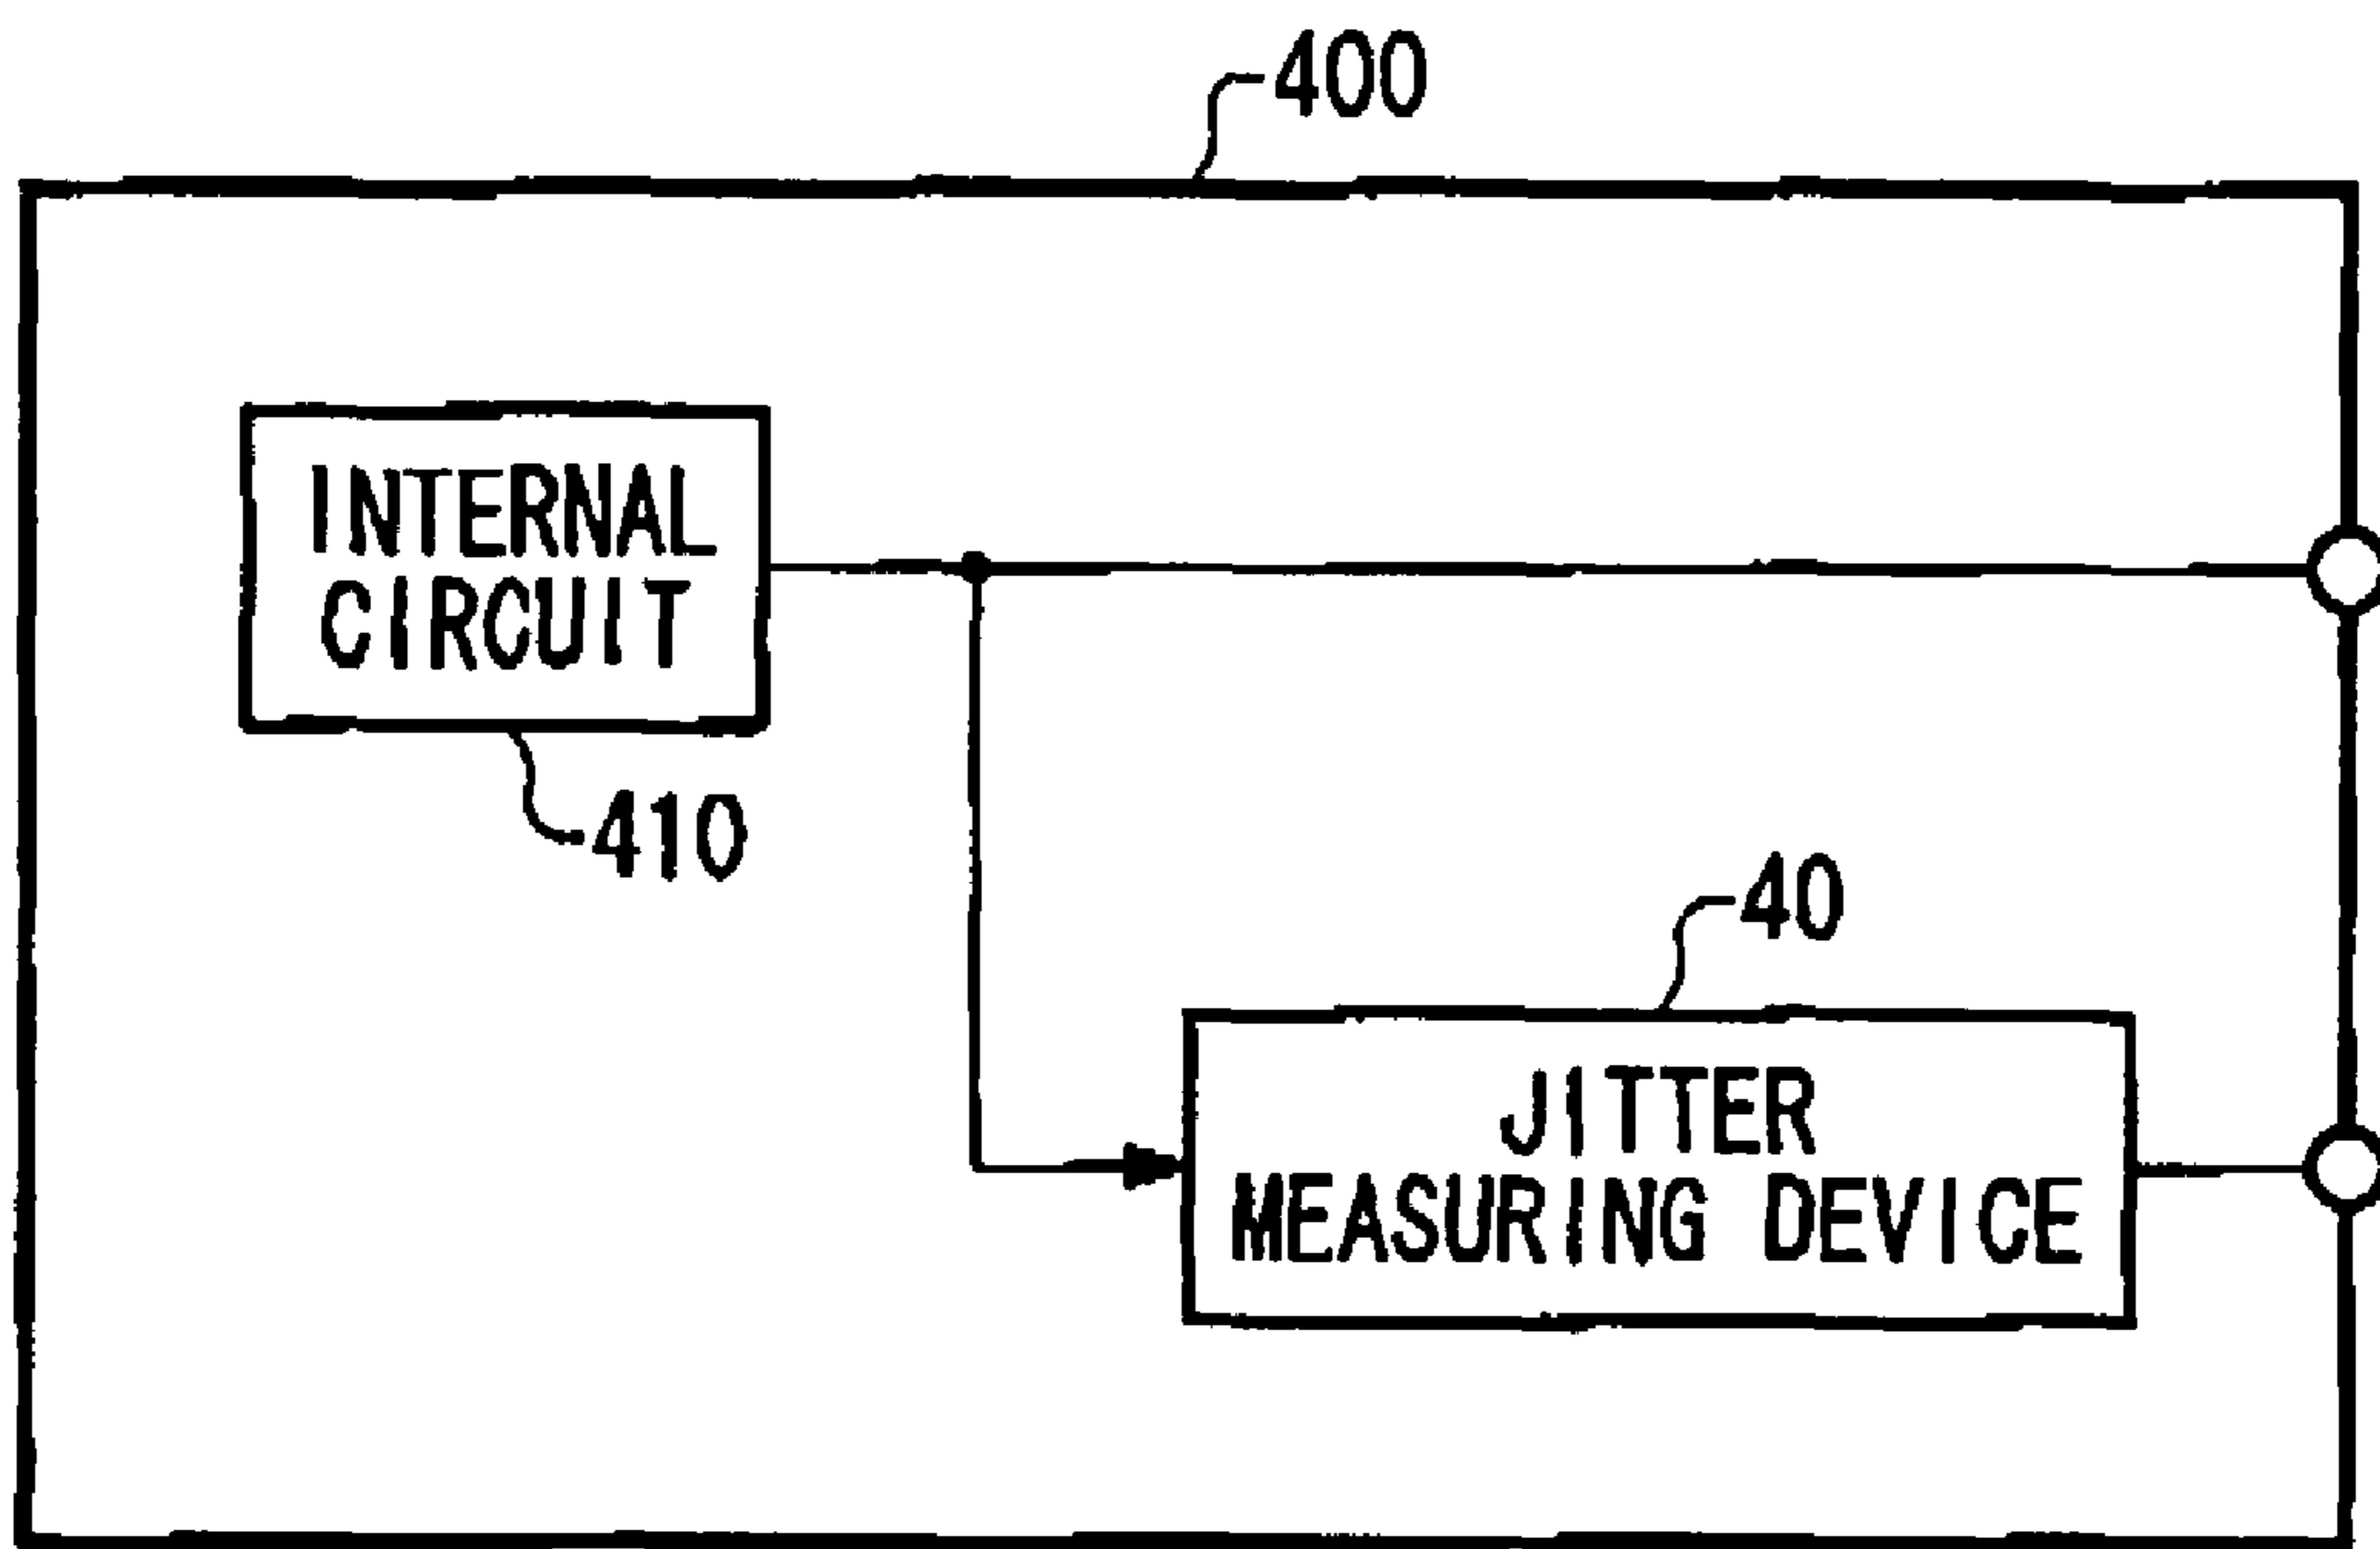 400
INTERNAL
CIRCUIT
410
40
JITTER
MEASURING DEVICE